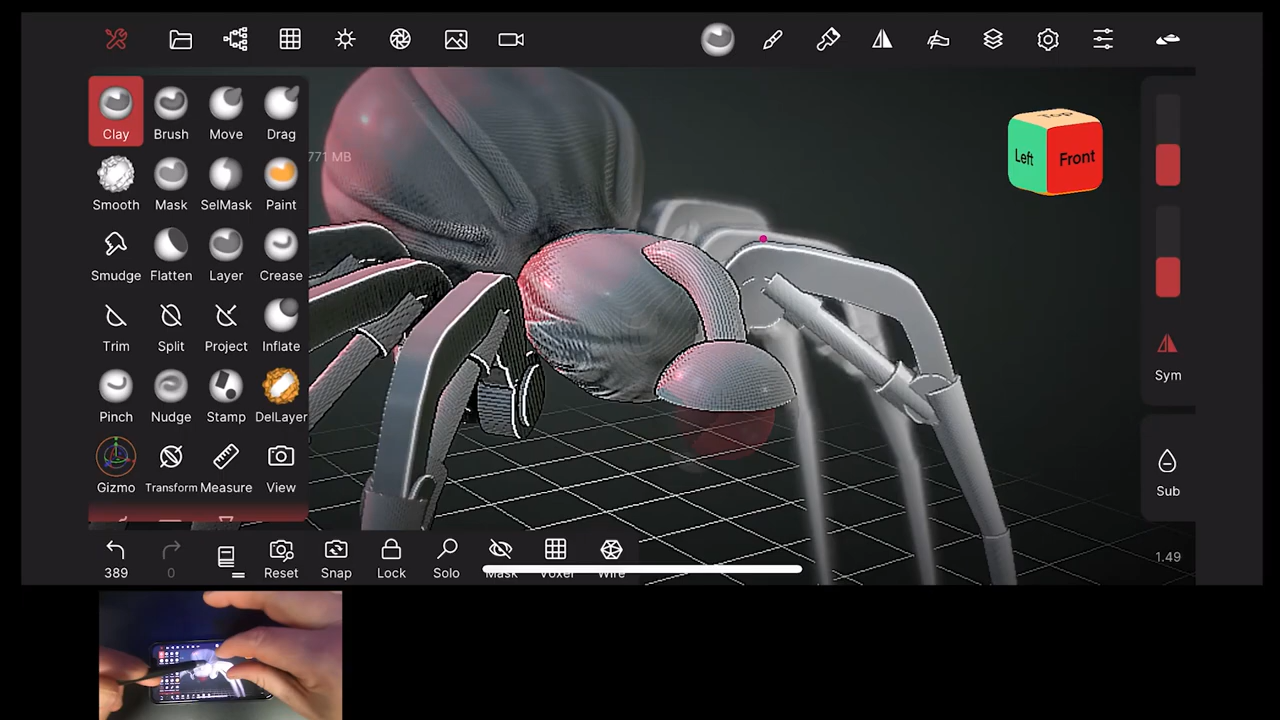 771 MB
Top
Left Front
Clay Brush Move Drag
Smooth Mask SelMask Paint
Smudge Flatten Layer Crease
Trim Split Project Inflate
Pinch Nudge Stamp DelLayer
Gizmo Transform Measure View
Sym
Sub
1.49
389 0 Reset Snap Lock Solo Mask Voxel Wire